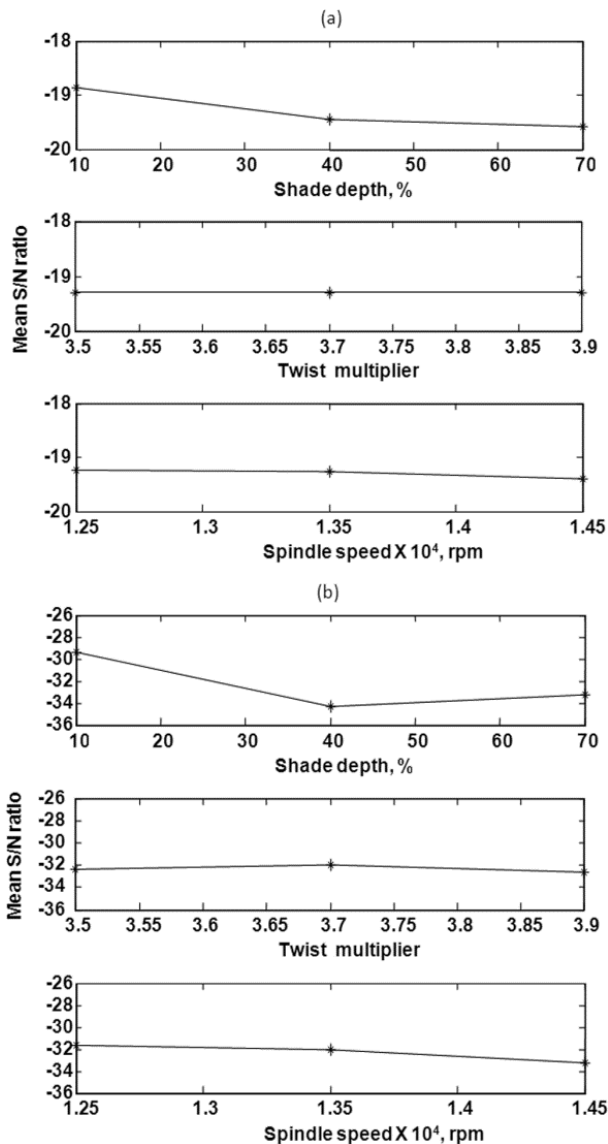 (a)
-18
-19
-20
10 20 30 40 50 60 70
Shade depth, %
-18
-19
-20
3.5 3.55 3.6 3.65 3.7 3.75 3.8 3.85 3.9
Twist multiplier
Mean S/N ratio
-18
-19
-20
1.25 1.3 1.35 1.4 1.45
Spindle speed X 10⁴, rpm
(b)
-26
-28
-30
-32
-34
-36
10 20 30 40 50 60 70
Shade depth, %
-26
-28
-30
-32
-34
-36
3.5 3.55 3.6 3.65 3.7 3.75 3.8 3.85 3.9
Twist multiplier
Mean S/N ratio
-26
-28
-30
-32
-34
-36
1.25 1.3 1.35 1.4 1.45
Spindle speed X 10⁴, rpm